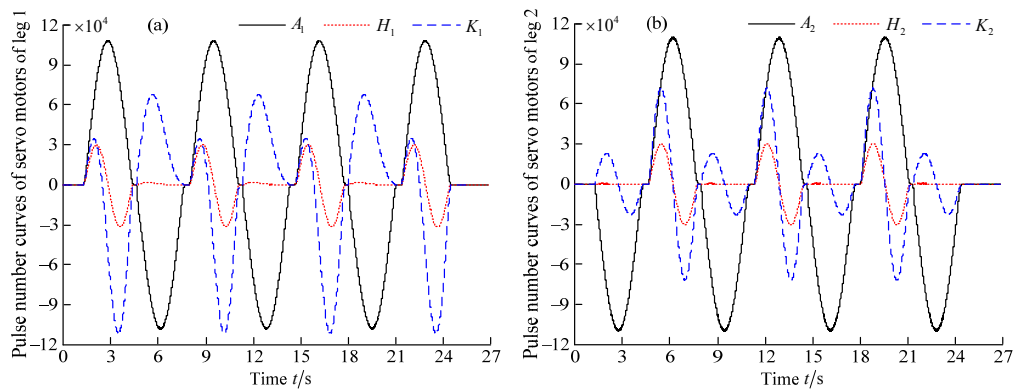 ×10⁴
(a)
A₁
H₁
K₁
Pulse number curves of servo motors of leg 1
12
9
6
3
0
−3
−6
−9
−12
0 3 6 9 12 15 18 21 24 27
Time t/s
×10⁴
(b)
A₂
H₂
K₂
Pulse number curves of servo motors of leg 2
12
9
6
3
0
−3
−6
−9
−12
0 3 6 9 12 15 18 21 24 27
Time t/s